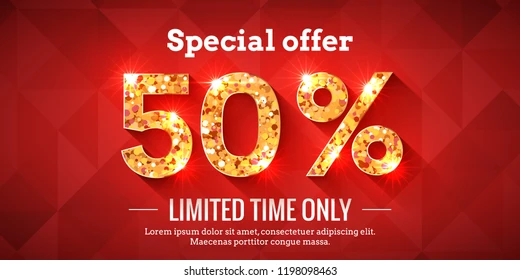 Special offer
50%
LIMITED TIME ONLY
Lorem ipsum dolor sit amet, consectetuer adipiscing elit.
Maecenas porttitor congue massa.
www.shutterstock.com · 1198098463